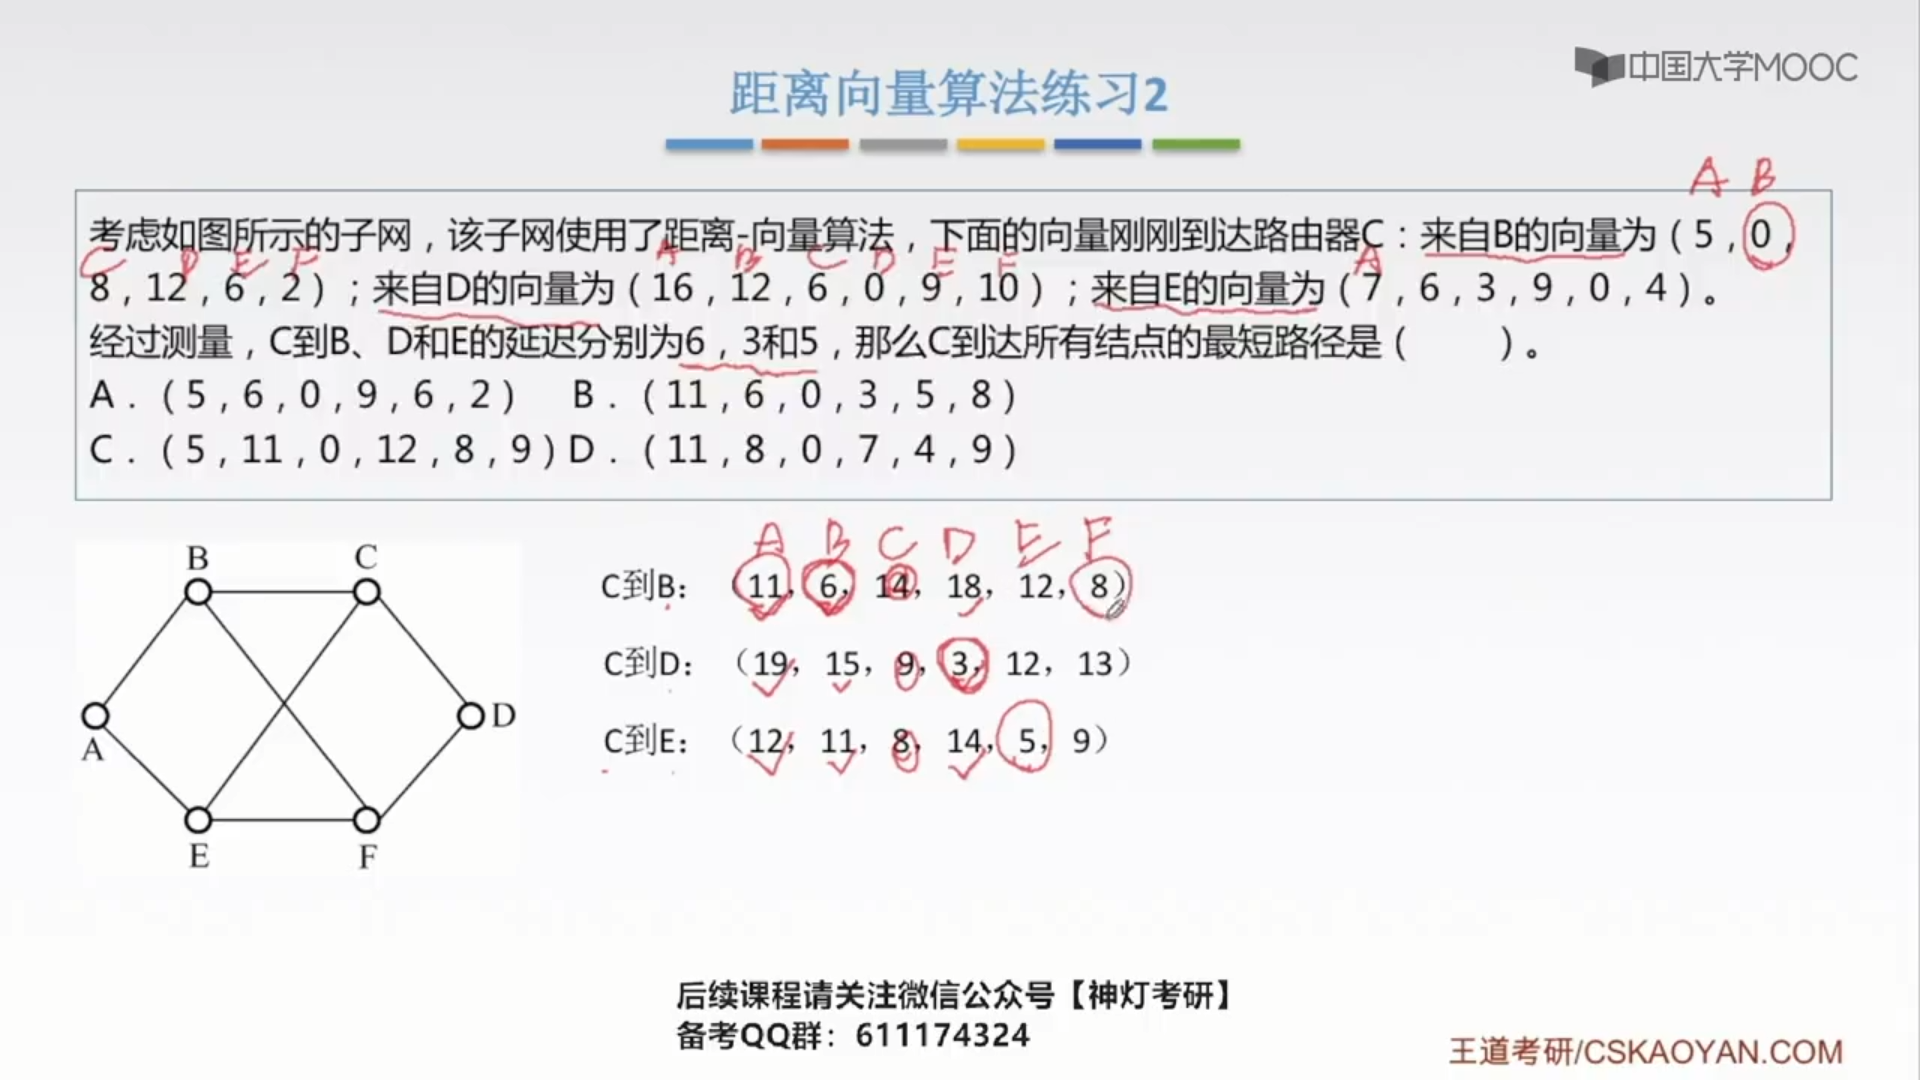 中国大学MOOC
距离向量算法练习2
A B
考虑如图所示的子网，该子网使用了距离-向量算法，下面的向量刚刚到达路由器C：来自B的向量为（5，0，
C D E F A B C D E F A
8，12，6，2）；来自D的向量为（16，12，6，0，9，10）；来自E的向量为（7，6，3，9，0，4）。
经过测量，C到B、D和E的延迟分别为6，3和5，那么C到达所有结点的最短路径是（ ）。
A．（5，6，0，9，6，2） B．（11，6，0，3，5，8）
C．（5，11，0，12，8，9）D．（11，8，0，7，4，9）
A B C D E F
C到B：（11，6，14，18，12，8）
C到D：（19，15，9，3，12，13）
C到E：（12，11，8，14，5，9）
B C
A D
E F
后续课程请关注微信公众号【神灯考研】
备考QQ群：611174324
王道考研/CSKAOYAN.COM